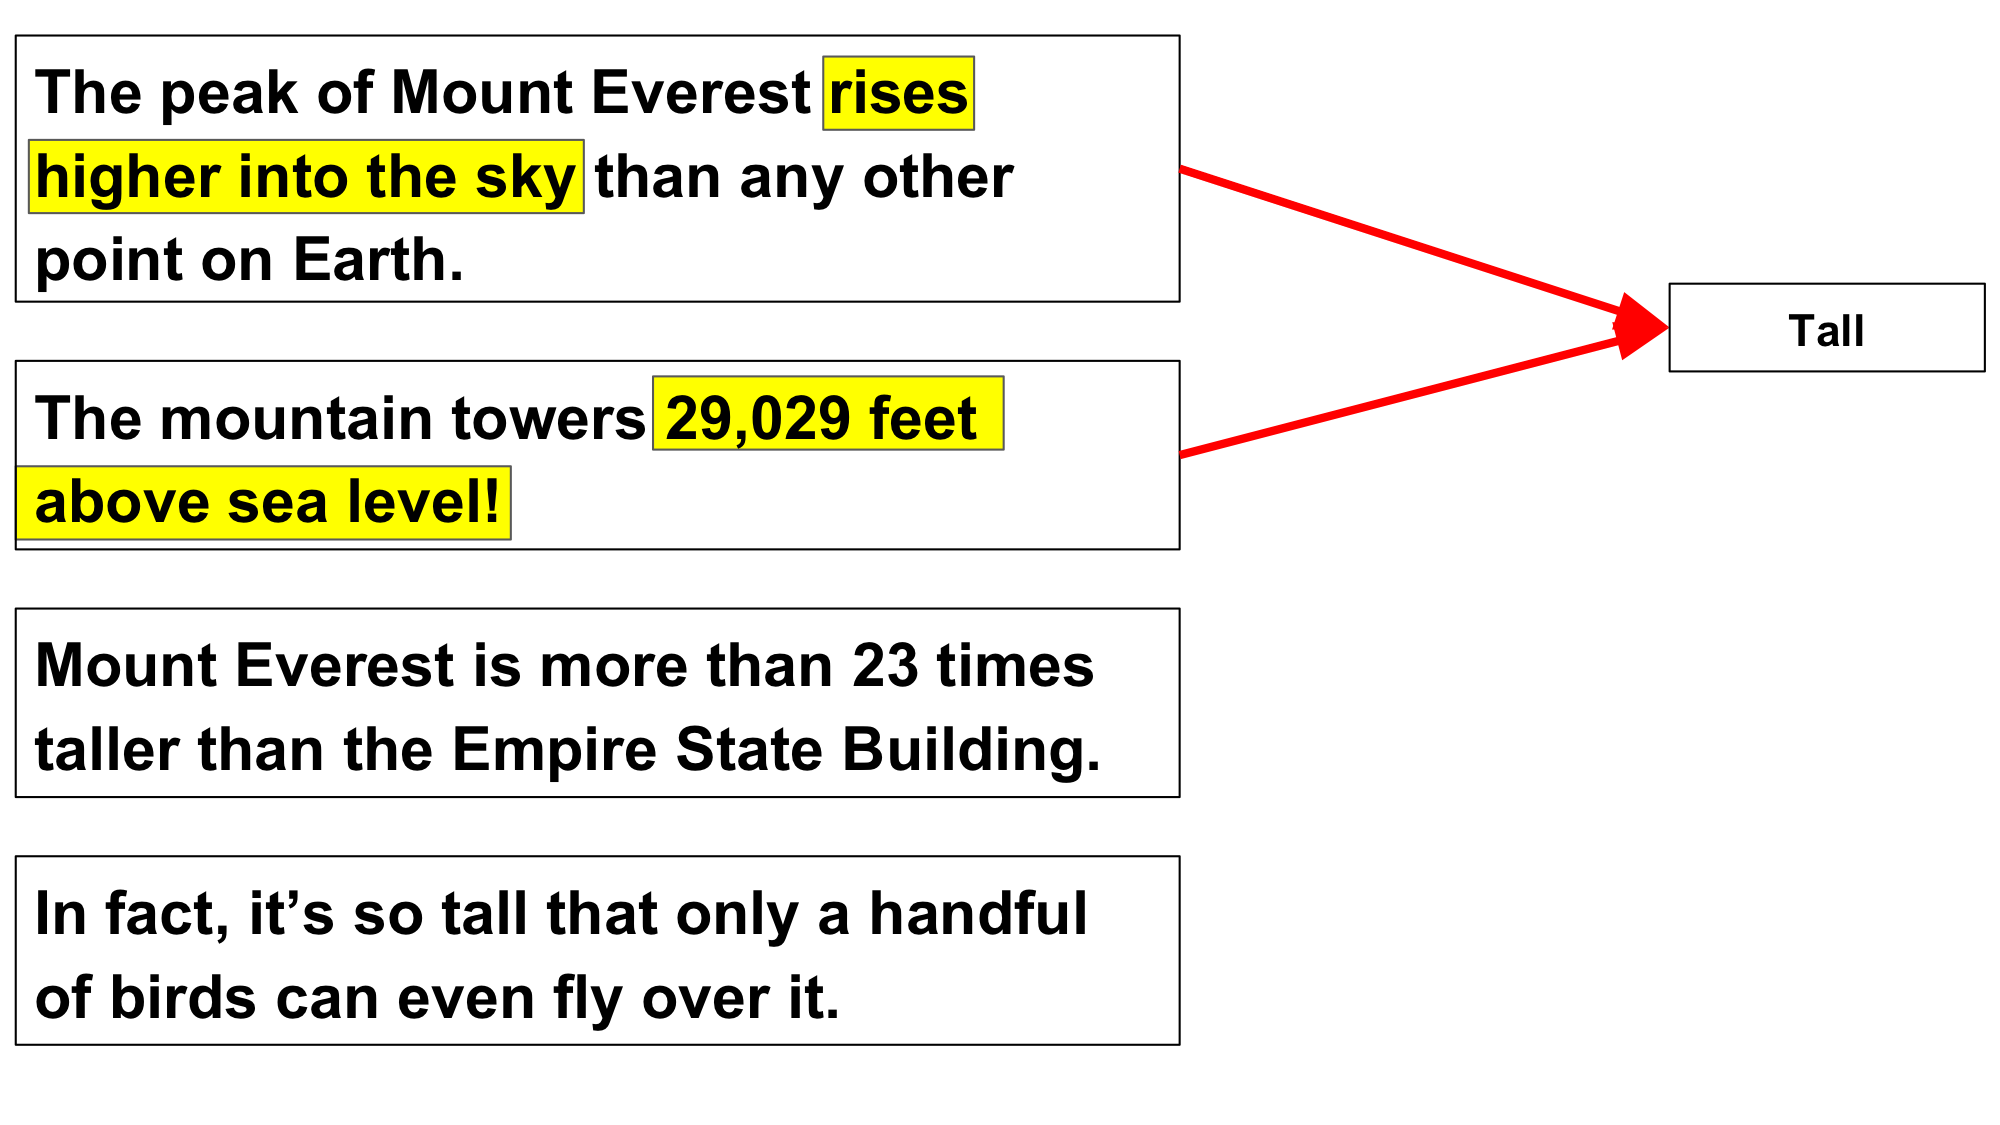 The peak of Mount Everest rises
higher into the sky than any other
point on Earth.
The mountain towers 29,029 feet
above sea level!
Mount Everest is more than 23 times
taller than the Empire State Building.
In fact, it’s so tall that only a handful
of birds can even fly over it.
Tall